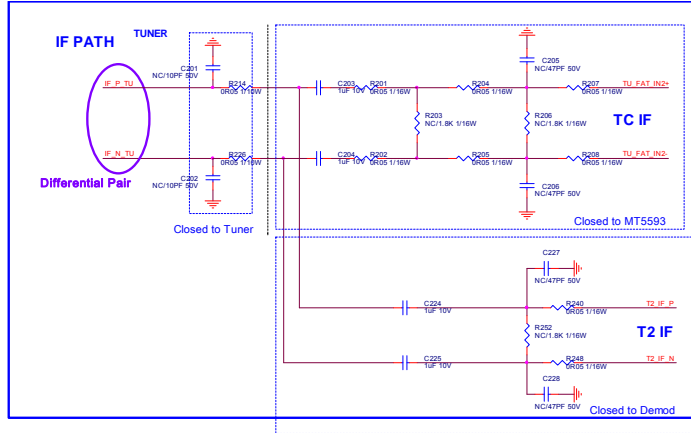 IF PATH
TUNER
C201
NC/10PF 50V
IF_P_TU
R214
0R05 1/10W
C203
1uF 10V
R201
0R05 1/16W
R204
0R05 1/16W
C205
NC/47PF 50V
R207
0R05 1/16W
TU_FAT_IN2+
R203
NC/1.8K 1/16W
R206
NC/1.8K 1/16W
TC IF
IF_N_TU
R226
0R05 1/16W
C204
1uF 10V
R202
0R05 1/16W
R205
0R05 1/16W
R208
0R05 1/16W
TU_FAT_IN2-
C202
NC/10PF 50V
Differential Pair
C206
NC/47PF 50V
Closed to Tuner
Closed to MT5593
C227
NC/47PF 50V
C224
1uF 10V
R240
0R05 1/16W
T2_IF_P
R252
NC/1.8K 1/16W
T2 IF
C225
1uF 10V
R248
0R05 1/16W
T2_IF_N
C228
NC/47PF 50V
Closed to Demod